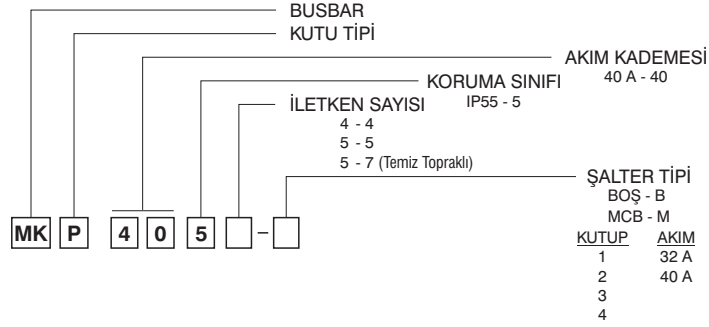 BUSBAR
KUTU TİPİ
AKIM KADEMESİ
40 A - 40
KORUMA SINIFI
IP55 - 5
İLETKEN SAYISI
4 - 4
5 - 5
5 - 7 (Temiz Topraklı)
ŞALTER TİPİ
BOŞ - B
MCB - M
KUTUP AKIM
1 32 A
2 40 A
3
4
MK P 4 0 5 -